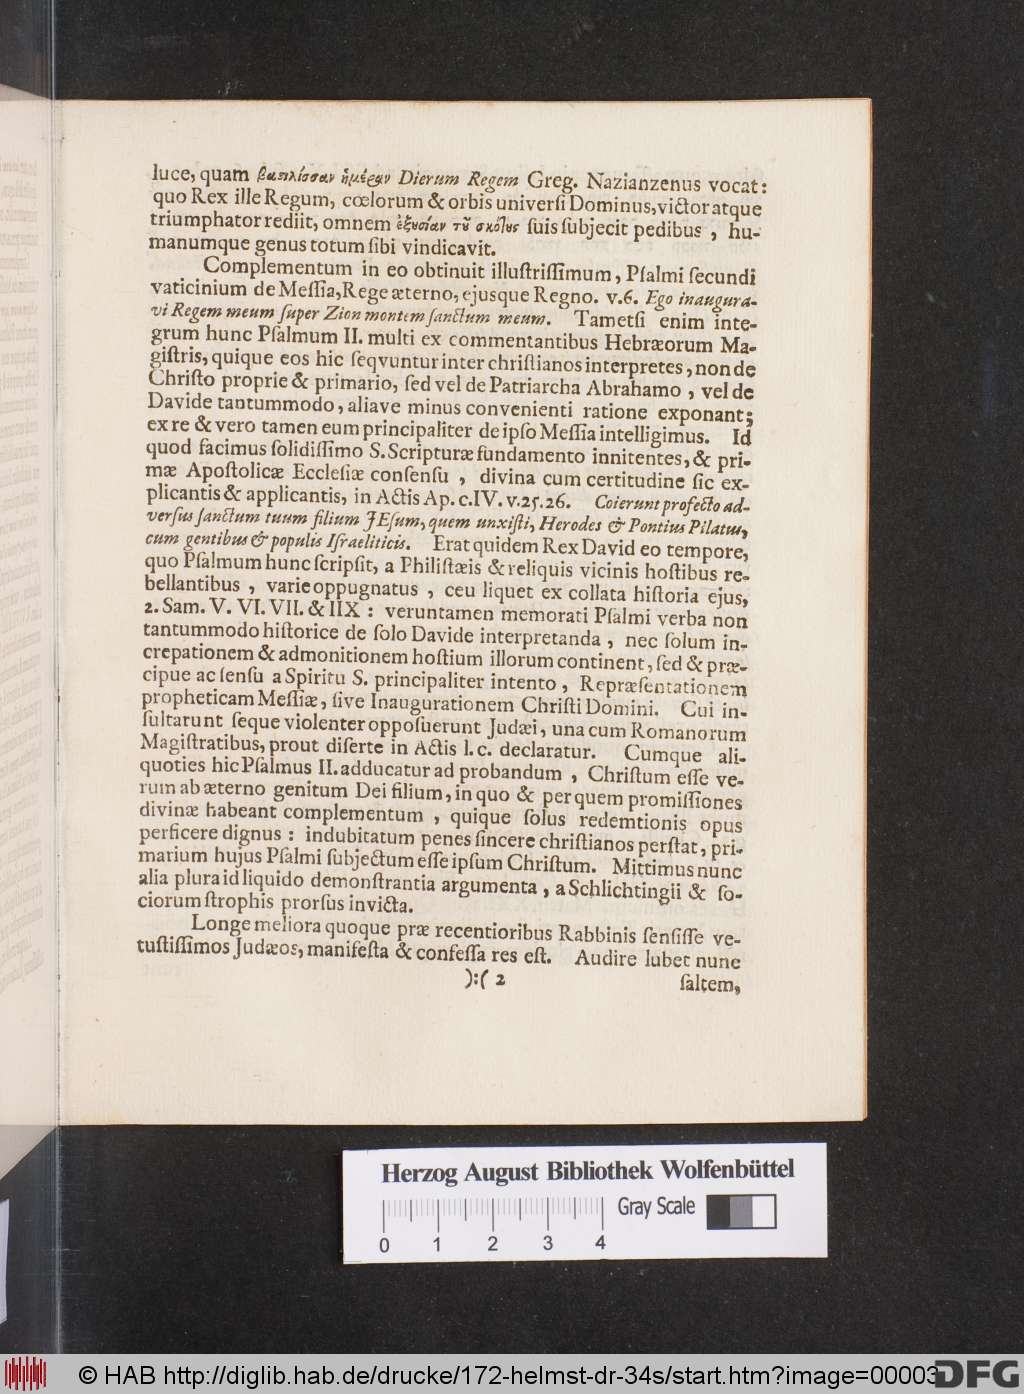 luce, quam βασιλίσσαν ἡμέραν Dierum Regem Greg. Nazianzenus vocat:
quo Rex ille Regum, cœlorum & orbis universi Dominus, victor atque
triumphator rediit, omnem ἐξυσίαν τῦ σκότυς suis subjecit pedibus, hu-
manumque genus totum sibi vindicavit.
Complementum in eo obtinuit illustrissimum, Psalmi secundi
vaticinium de Messia, Rege æterno, ejusque Regno. v.6. Ego inaugura-
vi Regem meum super Zion montem sanctum meum. Tametsi enim inte-
grum hunc Psalmum II. multi ex commentantibus Hebræorum Ma-
gistris, quique eos hic seqvuntur inter christianos interpretes, non de
Christo proprie & primario, sed vel de Patriarcha Abrahamo, vel de
Davide tantummodo, aliave minus convenienti ratione exponant;
ex re & vero tamen eum principaliter de ipso Messia intelligimus. Id
quod facimus solidissimo S. Scripturæ fundamento innitentes, & pri-
mæ Apostolicæ Ecclesiæ consensu, divina cum certitudine sic ex-
plicantis & applicantis, in Actis Ap. c.IV. v.25.26. Coierunt profecto ad-
versus sanctum tuum filium JEsum, quem unxisti, Herodes & Pontius Pilatus,
cum gentibus & populis Israeliticis. Erat quidem Rex David eo tempore,
quo Psalmum hunc scripsit, a Philistæis & reliquis vicinis hostibus re-
bellantibus, varie oppugnatus, ceu liquet ex collata historia ejus,
2. Sam. V. VI. VII. & IIX: veruntamen memorati Psalmi verba non
tantummodo historice de solo Davide interpretanda, nec solum in-
crepationem & admonitionem hostium illorum continent, sed & præ-
cipue ac sensu a Spiritu S. principaliter intento, Repræsentationem
propheticam Messiæ, sive Inaugurationem Christi Domini. Cui in-
sultarunt seque violenter opposuerunt Judæi, una cum Romanorum
Magistratibus, prout diserte in Actis l.c. declaratur. Cumque ali-
quoties hic Psalmus II. adducatur ad probandum, Christum esse ve-
rum ab æterno genitum Dei filium, in quo & per quem promissiones
divinæ habeant complementum, quique solus redemtionis opus
perficere dignus: indubitatum penes sincere christianos perstat, pri-
marium hujus Psalmi subjectum esse ipsum Christum. Mittimus nunc
alia plura id liquido demonstrantia argumenta, a Schlichtingii & so-
ciorum strophis prorsus invicta.
Longe meliora quoque præ recentioribus Rabbinis sensisse ve-
tustissimos Judæos, manifesta & confessa res est. Audire lubet nunc
):( 2 saltem,
Herzog August Bibliothek Wolfenbüttel
Gray Scale
0 1 2 3 4
© HAB http://diglib.hab.de/drucke/172-helmst-dr-34s/start.htm?image=00003
DFG